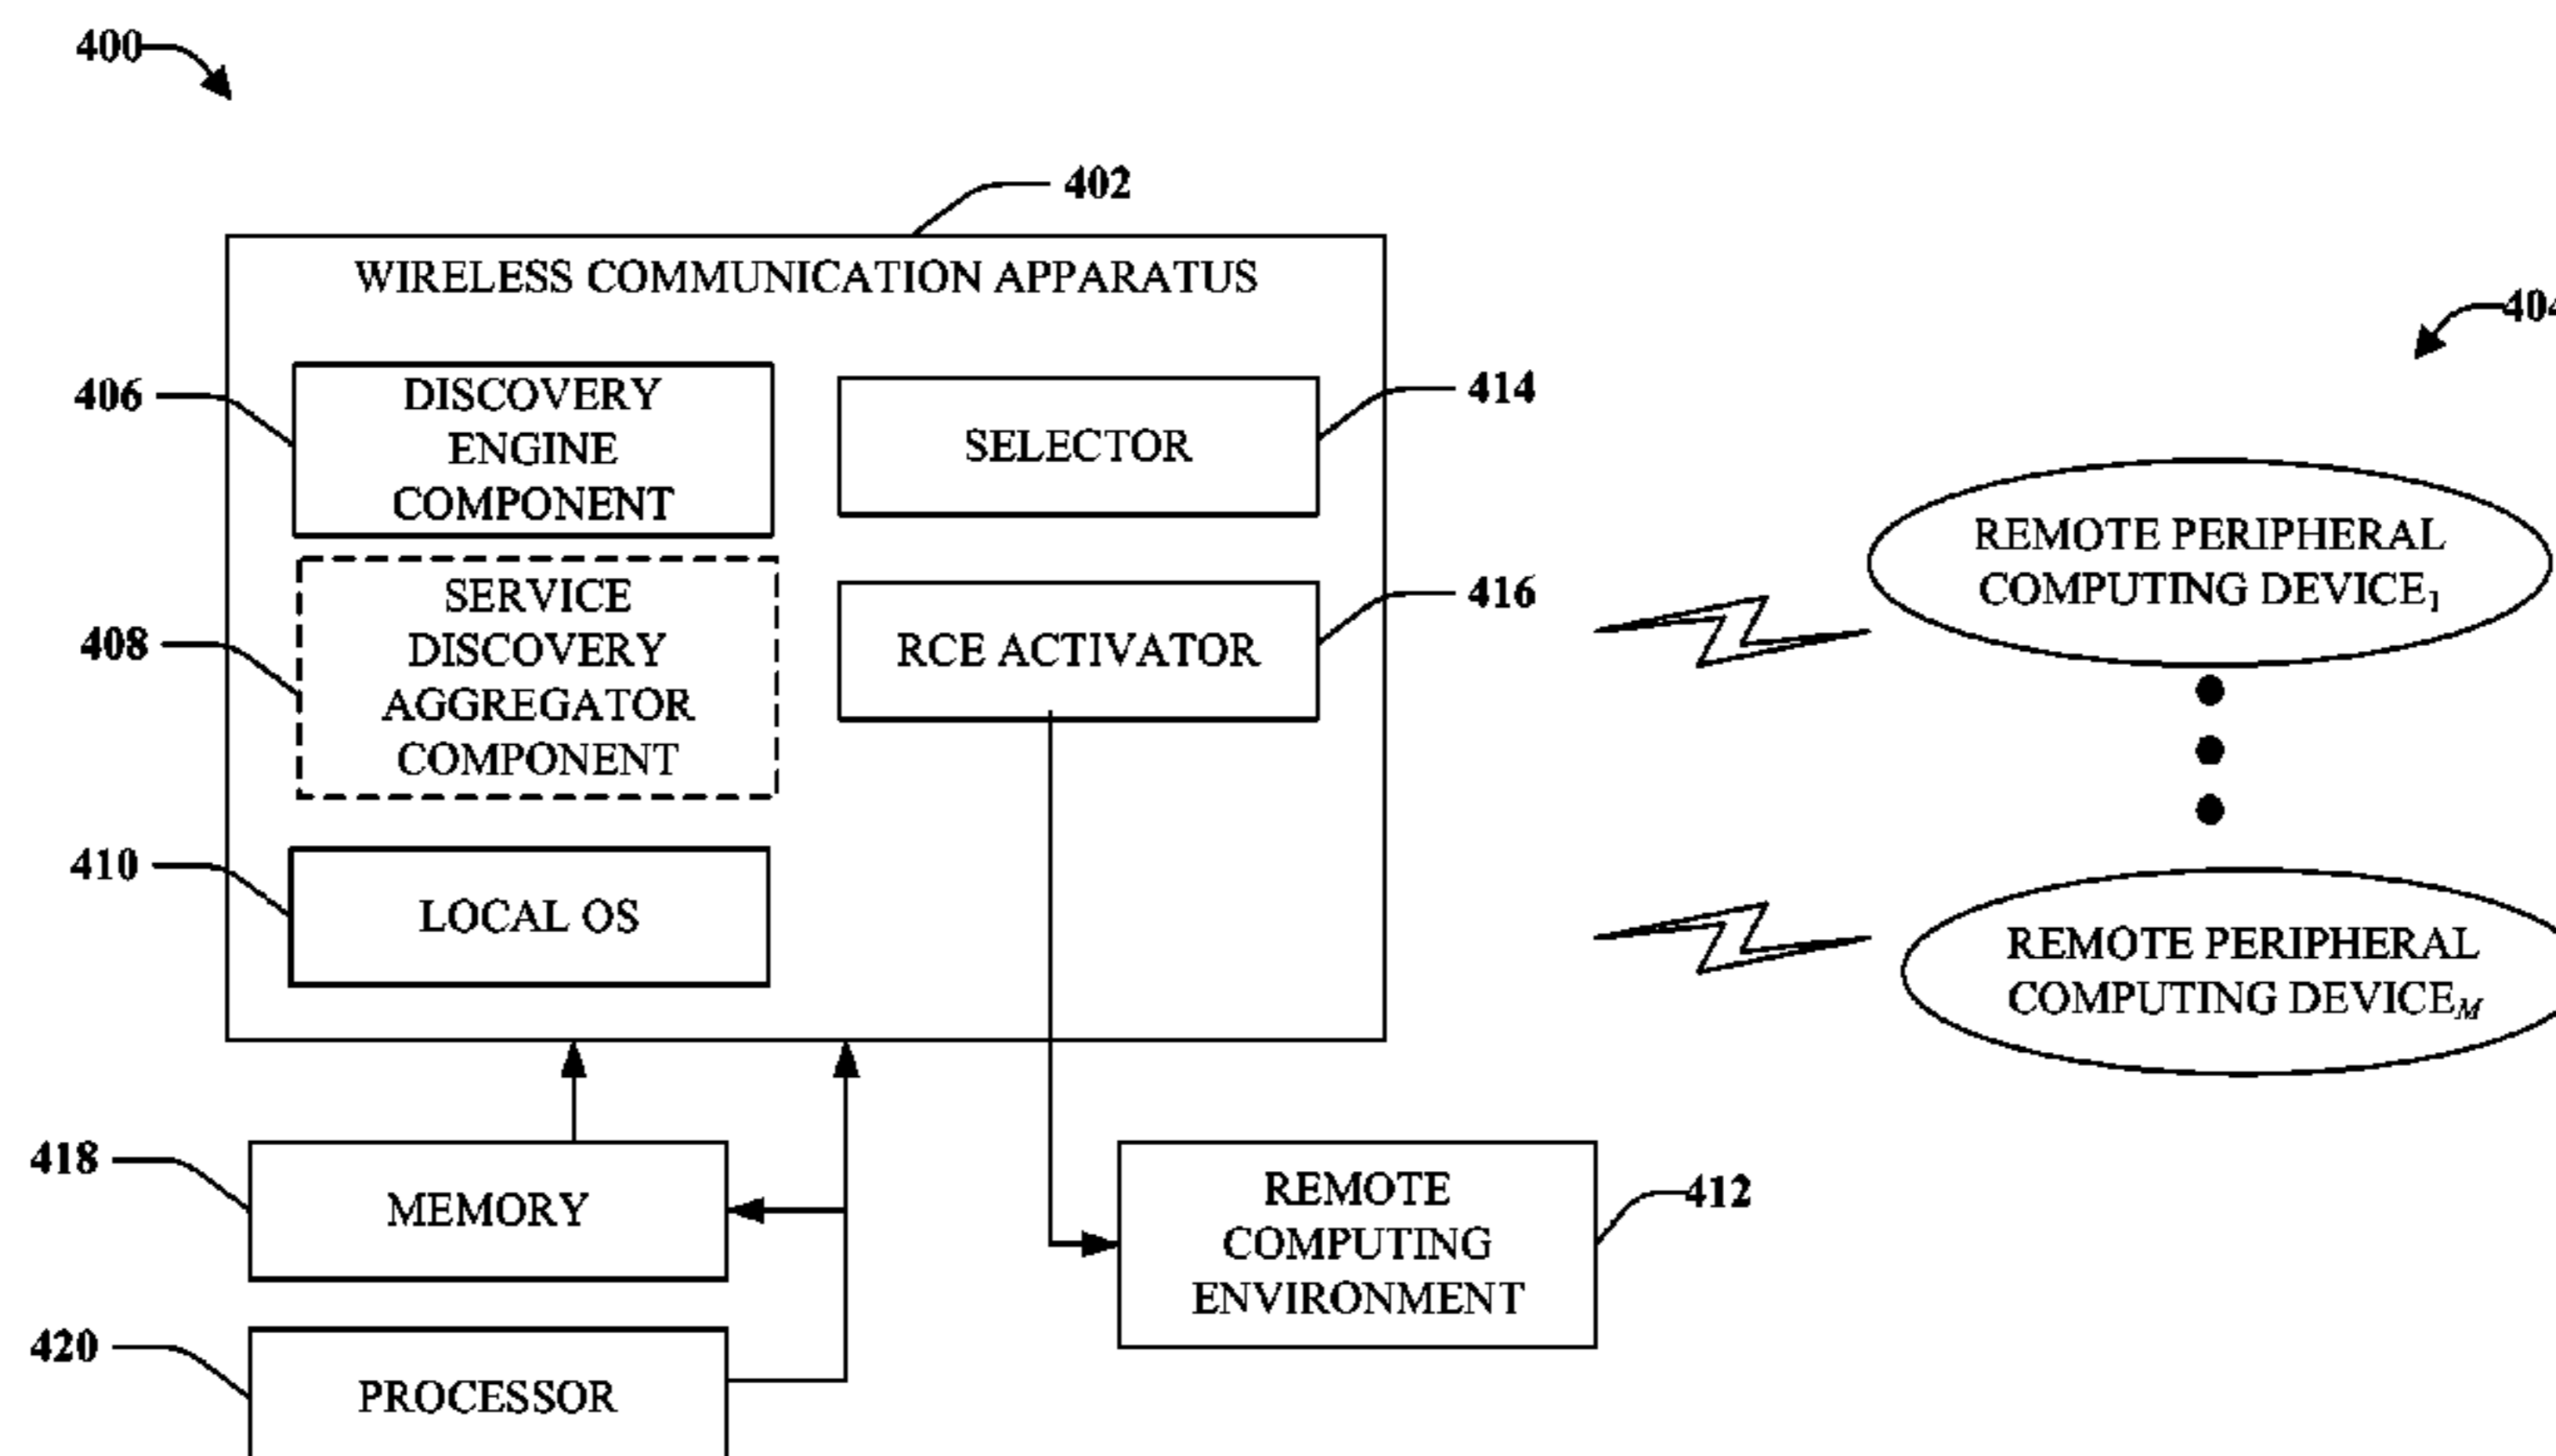 400
402
WIRELESS COMMUNICATION APPARATUS
404
406
DISCOVERY
ENGINE
COMPONENT
414
SELECTOR
408
SERVICE
DISCOVERY
AGGREGATOR
COMPONENT
416
RCE ACTIVATOR
REMOTE PERIPHERAL
COMPUTING DEVICE1
410
LOCAL OS
REMOTE PERIPHERAL
COMPUTING DEVICEM
418
MEMORY
REMOTE
COMPUTING
ENVIRONMENT
412
420
PROCESSOR